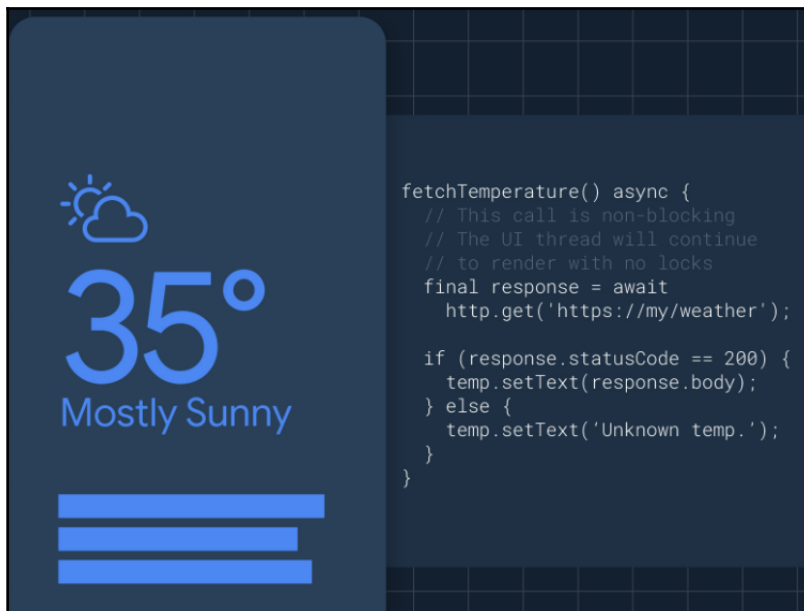 35°
Mostly Sunny
fetchTemperature() async {
// This call is non-blocking
// The UI thread will continue
// to render with no locks
final response = await
http.get('https://my/weather');
if (response.statusCode == 200) {
temp.setText(response.body);
} else {
temp.setText('Unknown temp.');
}
}